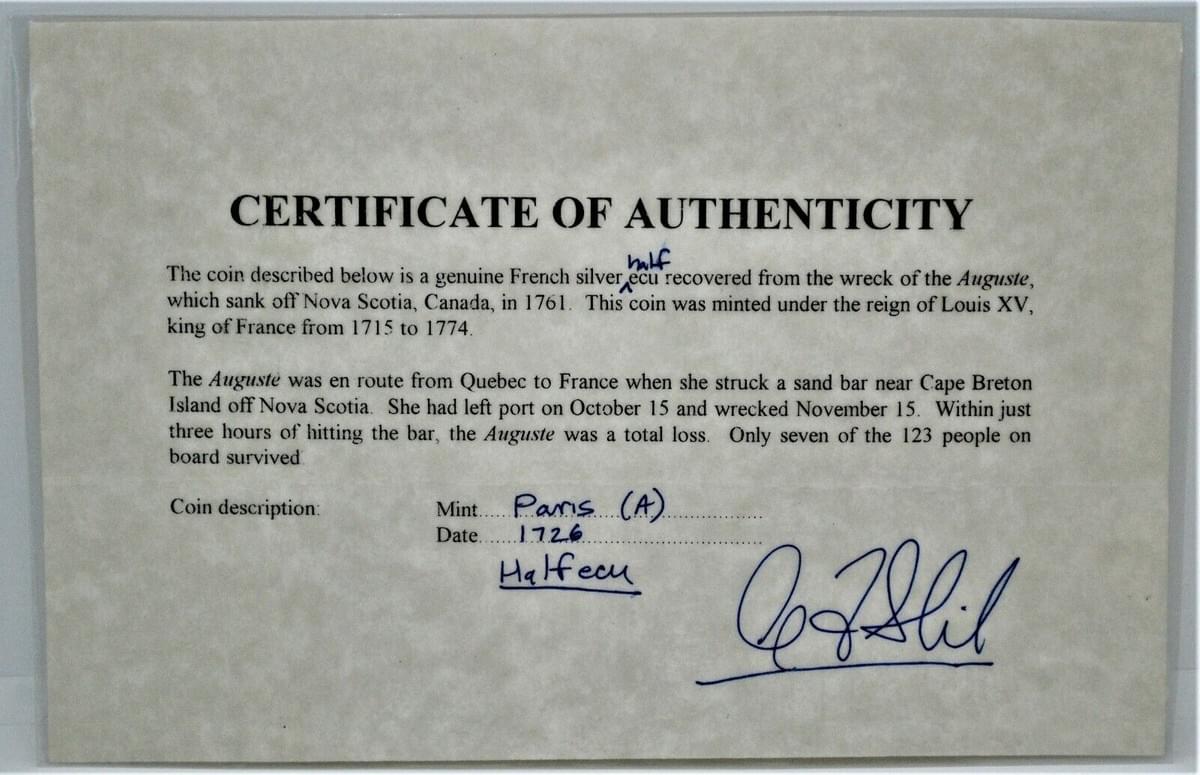 CERTIFICATE OF AUTHENTICITY
half
The coin described below is a genuine French silver ecu recovered from the wreck of the Auguste,
which sank off Nova Scotia, Canada, in 1761. This coin was minted under the reign of Louis XV,
king of France from 1715 to 1774.
The Auguste was en route from Quebec to France when she struck a sand bar near Cape Breton
Island off Nova Scotia. She had left port on October 15 and wrecked November 15. Within just
three hours of hitting the bar, the Auguste was a total loss. Only seven of the 123 people on
board survived.
Coin description: Mint..... Paris (A)
Date...... 1726
Half ecu